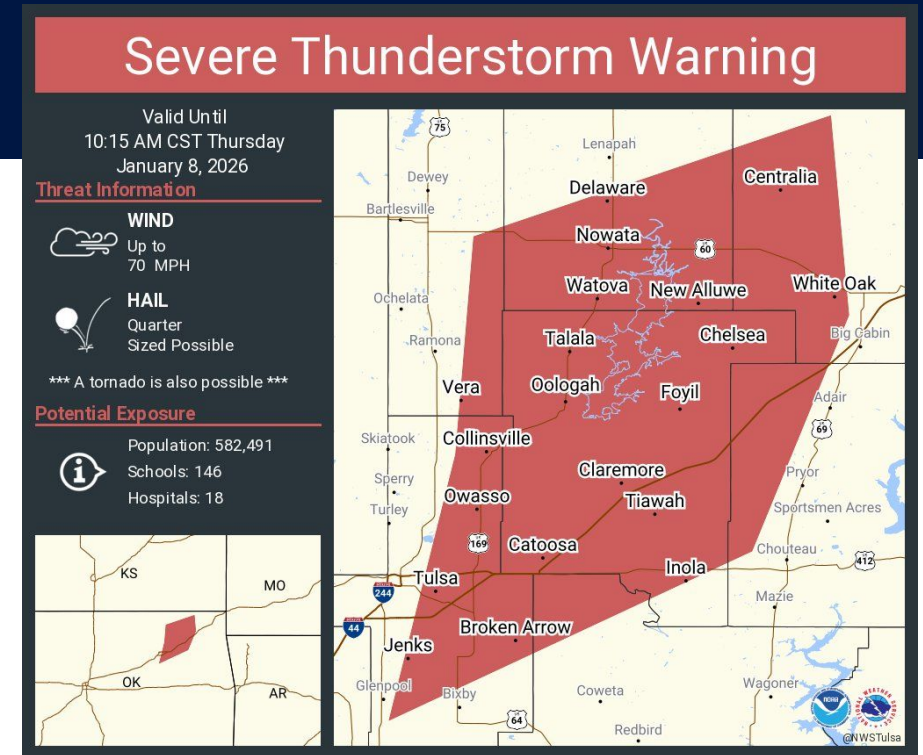 Severe Thunderstorm Warning
Valid Until
10:15 AM CST Thursday
January 8, 2026
Threat Information
WIND
Up to
70 MPH
HAIL
Quarter
Sized Possible
*** A tornado is also possible ***
Potential Exposure
Population: 582,491
Schools: 146
Hospitals: 18
KS
MO
OK
AR
75
Lenapah
Dewey
Delaware
Centralia
Bartlesville
Nowata
60
Watova
New Alluwe
White Oak
Ochelata
Ramona
Talala
Chelsea
Big Cabin
Vera
Oologah
Foyil
Adair
69
Skiatook
Collinsville
Sperry
Claremore
Pryor
Owasso
Tiawah
Turley
Sportsmen Acres
169
Catoosa
Chouteau
412
Inola
Tulsa
244
Mazie
44
Broken Arrow
Jenks
Glenpool
Bixby
Coweta
Wagoner
64
Redbird
NOAA
NATIONAL WEATHER SERVICE
@NWSTulsa